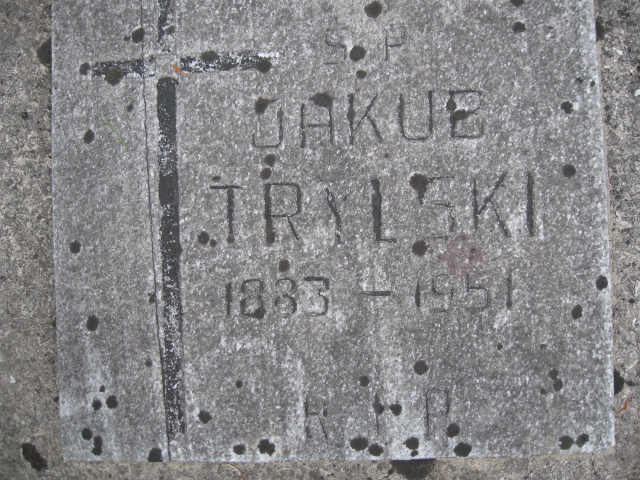 Ś P
JAKUB
TRYLSKI
1883 - 1951
R I P